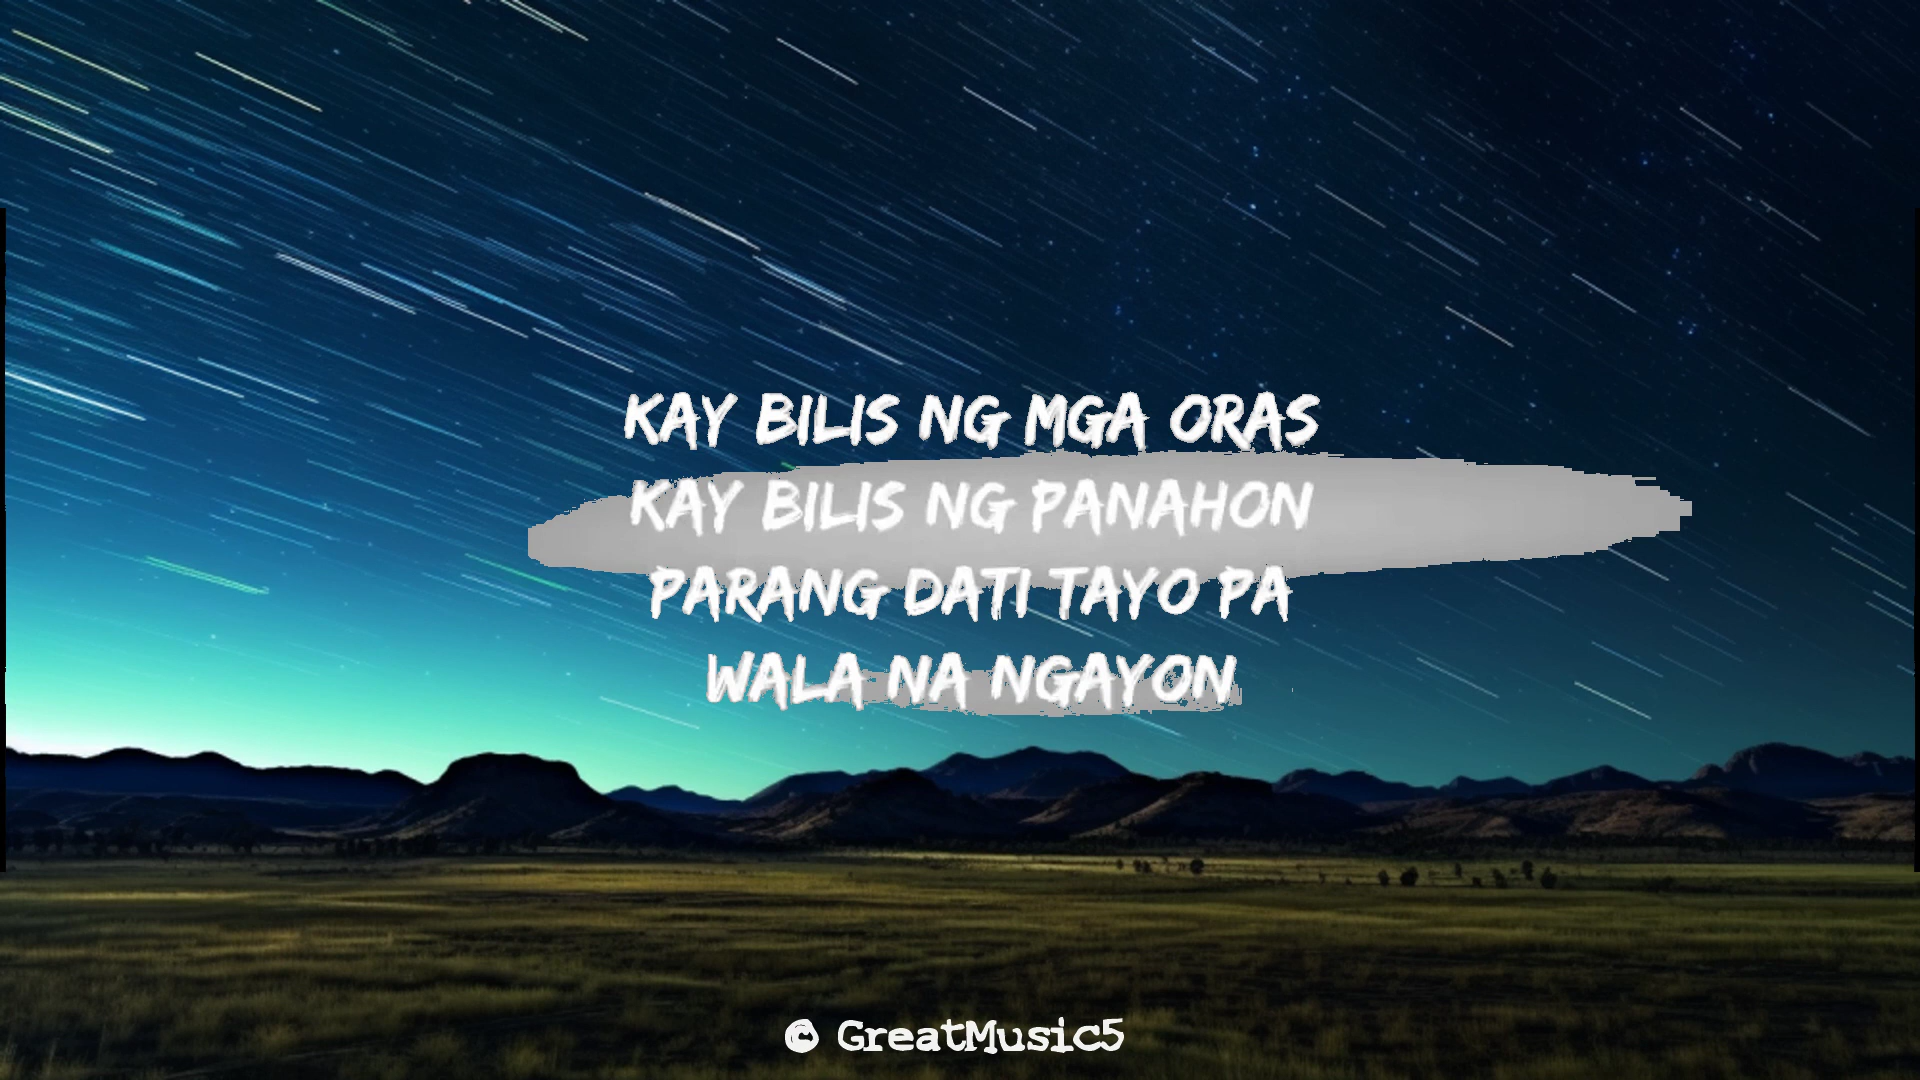 KAY BILIS NG MGA ORAS
KAY BILIS NG PANAHON
PARANG DATI TAYO PA
WALA NA NGAYON
© GreatMusic5